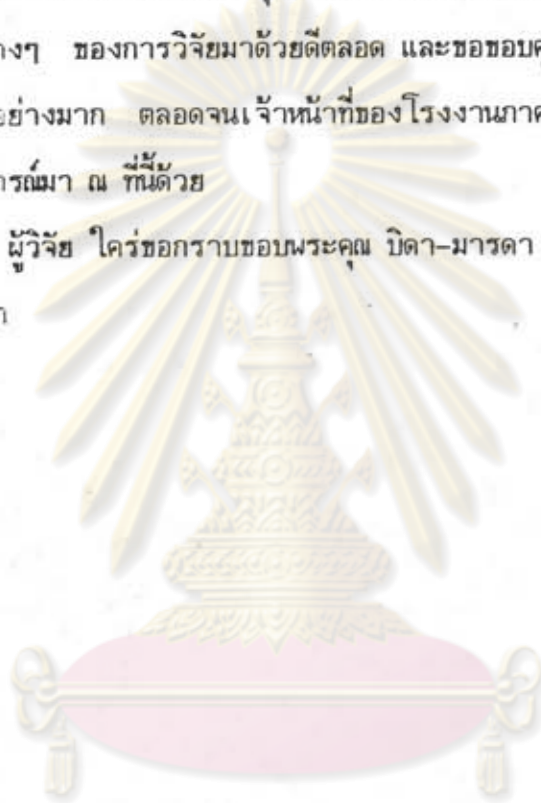 างๆ ของการวิจัยมาด้วยดีตลอด และขอขอบค
อย่างมาก ตลอดจนเจ้าหน้าที่ของโรงงานภาค
ารณ์มา ณ ที่นี้ด้วย
ผู้วิจัย ใคร่ขอกราบขอบพระคุณ บิดา-มารดา